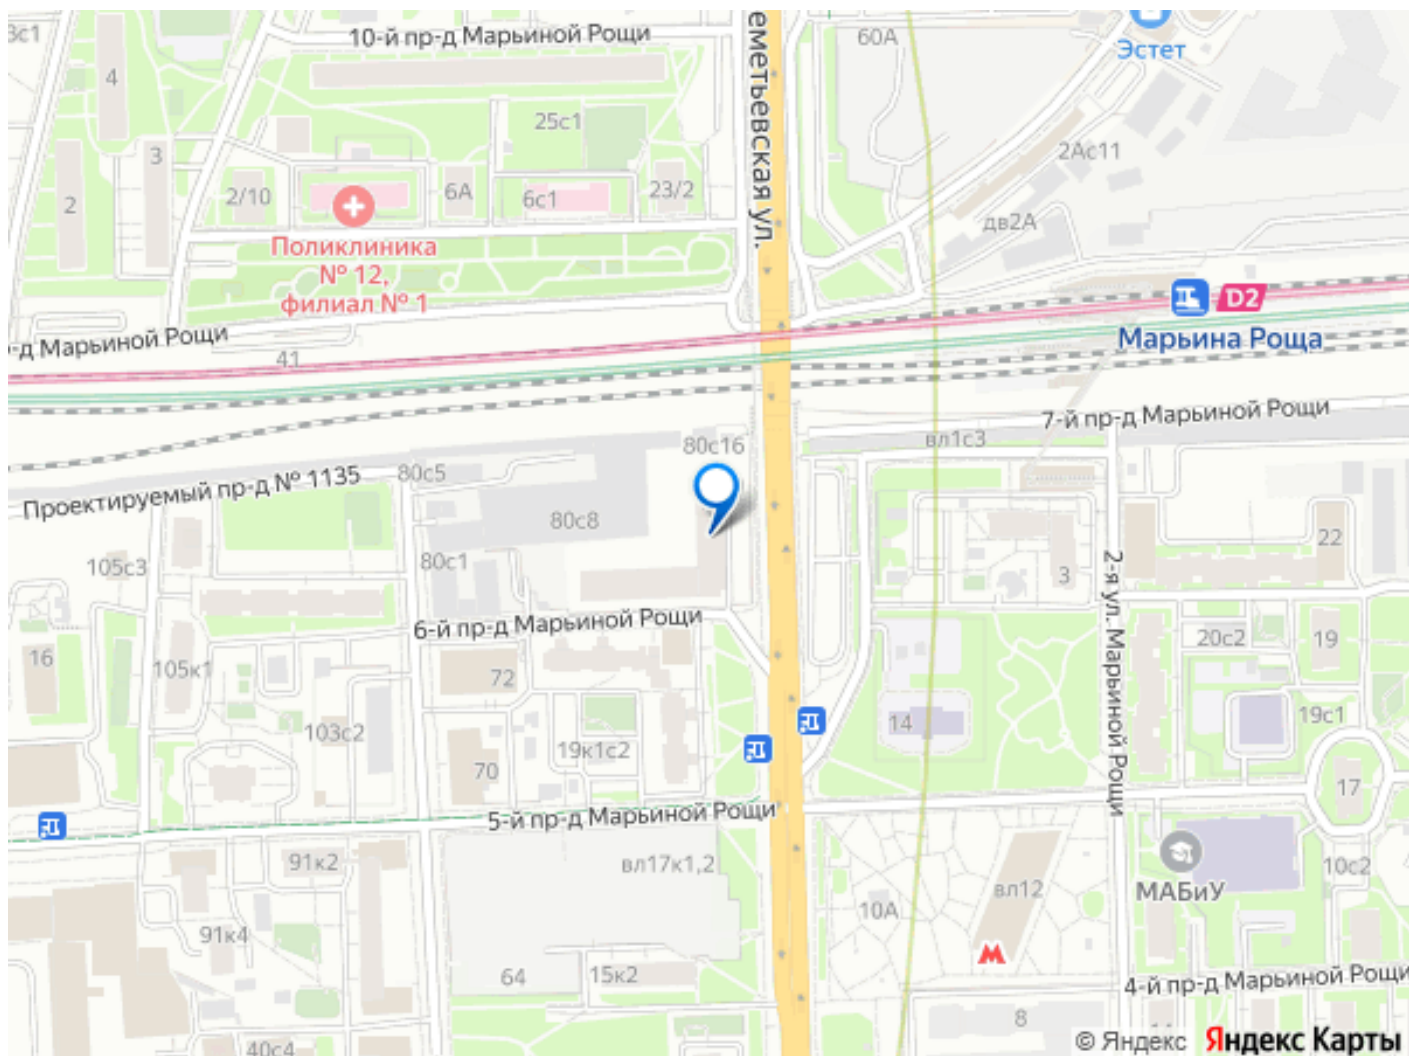 3с1
10-й пр-д Марьиной Рощи
еметьевская ул.
60А
Эстет
4
25с1
2Ас11
3
2
2/10
6А
6с1
23/2
дв2А
Поликлиника
№ 12,
филиал № 1
D2
Марьина Роща
-д Марьиной Рощи
41
7-й пр-д Марьиной Рощи
вл1с3
80с16
80с5
Проектируемый пр-д № 1135
80с8
22
105с3
80с1
3
2-я ул. Марьиной Рощи
6-й пр-д Марьиной Рощи
20с2
19
16
105к1
72
19с1
103с2
14
19к1с2
70
17
5-й пр-д Марьиной Рощи
91к2
вл17к1,2
вл12
10с2
МАБиУ
10А
91к4
М
64
15к2
4-й пр-д Марьиной Рощи
8
40с4
© Яндекс Яндекс Карты